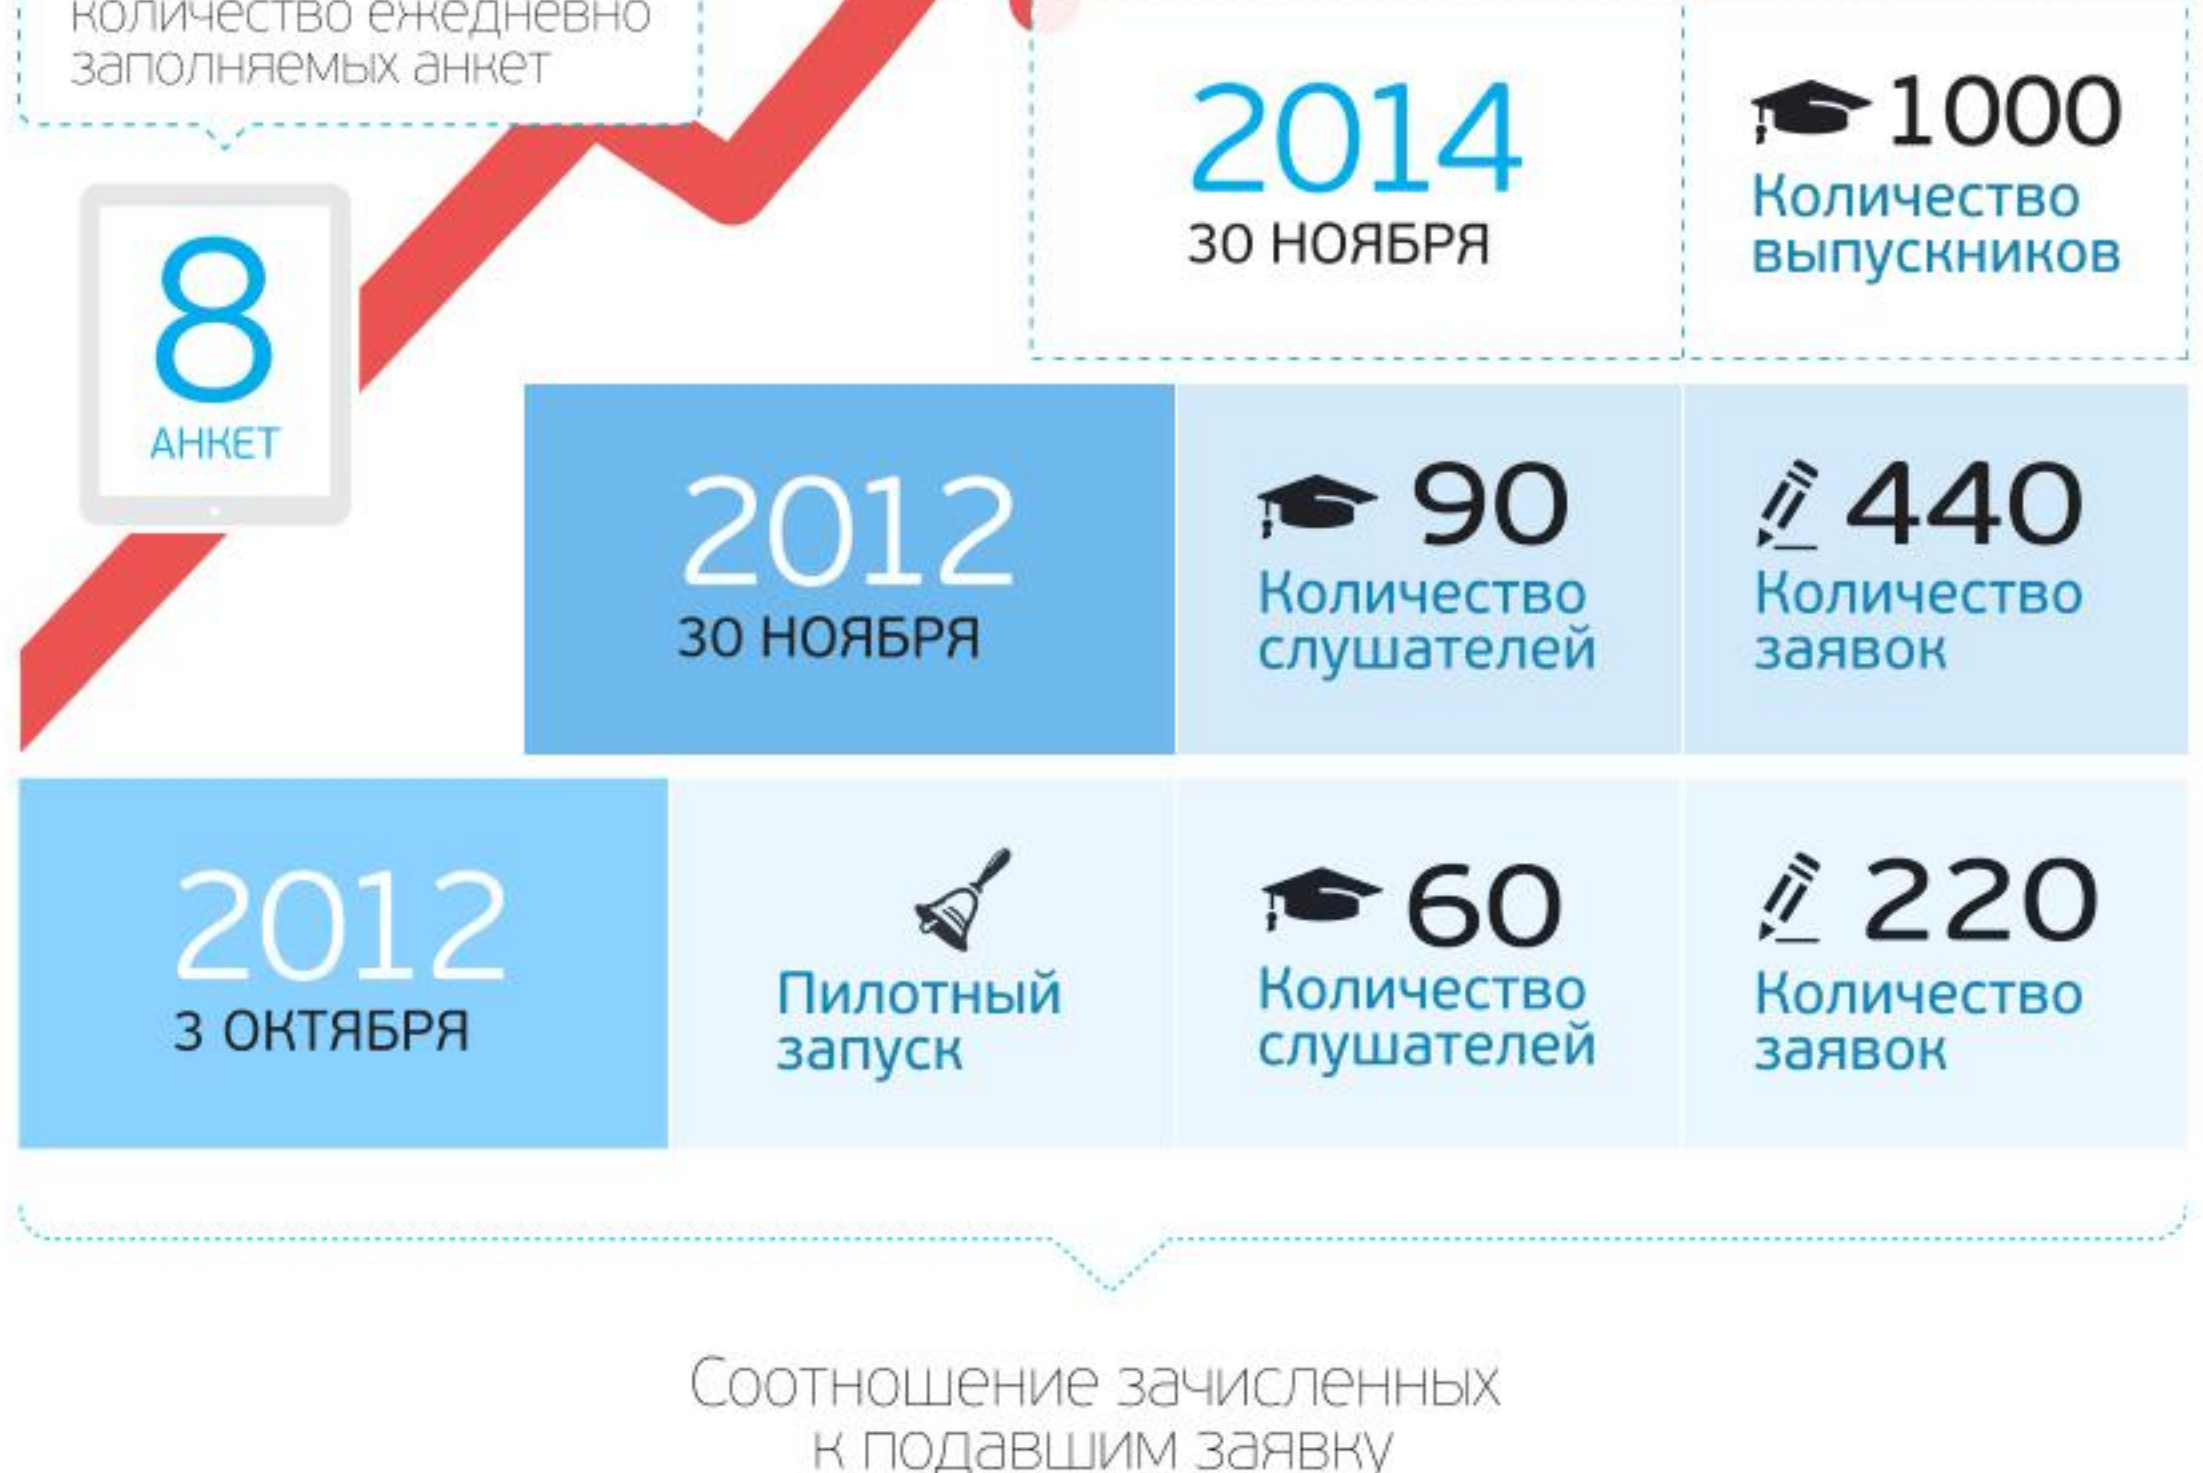 количество ежедневно
заполняемых анкет
8
АНКЕТ
2014
30 НОЯБРЯ
1000
Количество
выпускников
2012
30 НОЯБРЯ
90
Количество
слушателей
440
Количество
заявок
2012
3 ОКТЯБРЯ
Пилотный
запуск
60
Количество
слушателей
220
Количество
заявок
Соотношение зачисленных
к подавшим заявку